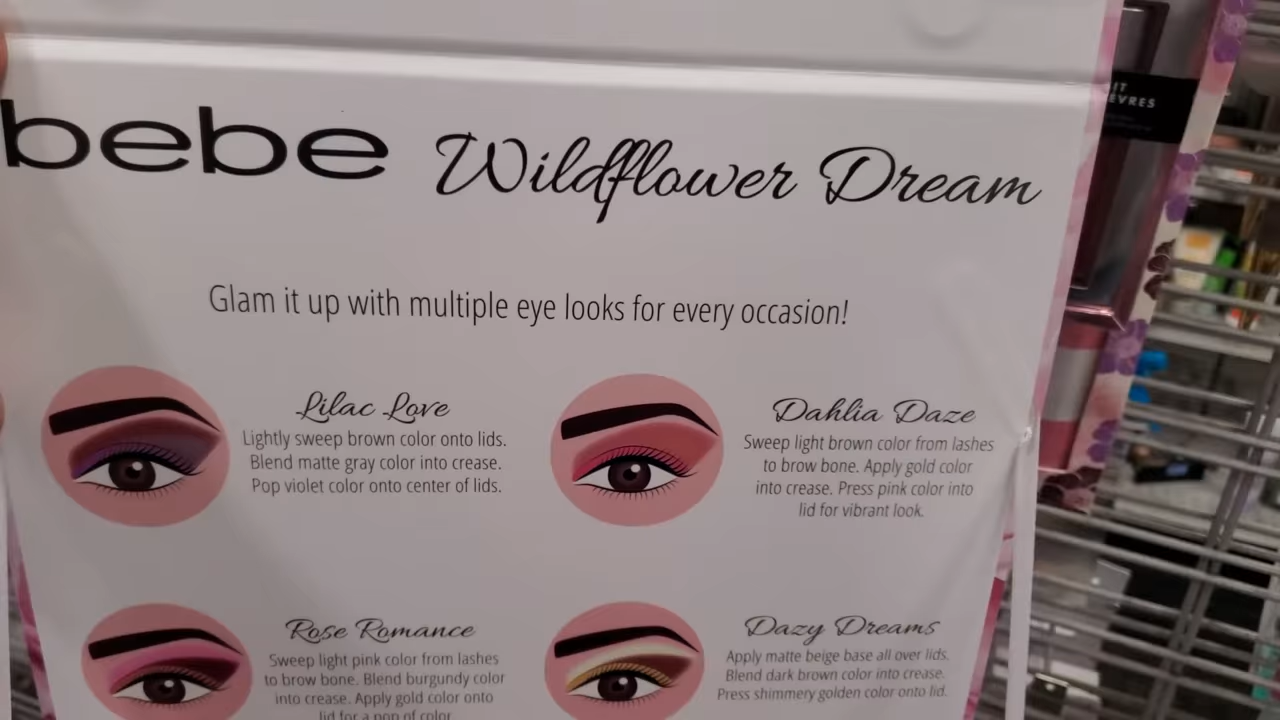 bebe Wildflower Dream
Glam it up with multiple eye looks for every occasion!
Lilac Love
Lightly sweep brown color onto lids.
Blend matte gray color into crease.
Pop violet color onto center of lids.
Dahlia Daze
Sweep light brown color from lashes
to brow bone. Apply gold color
into crease. Press pink color into
lid for vibrant look.
Rose Romance
Sweep light pink color from lashes
to brow bone. Blend burgundy color
into crease. Apply gold color onto
lid for a pop of color
Dazy Dreams
Apply matte beige base all over lids.
Blend dark brown color into crease.
Press shimmery golden color onto lid.